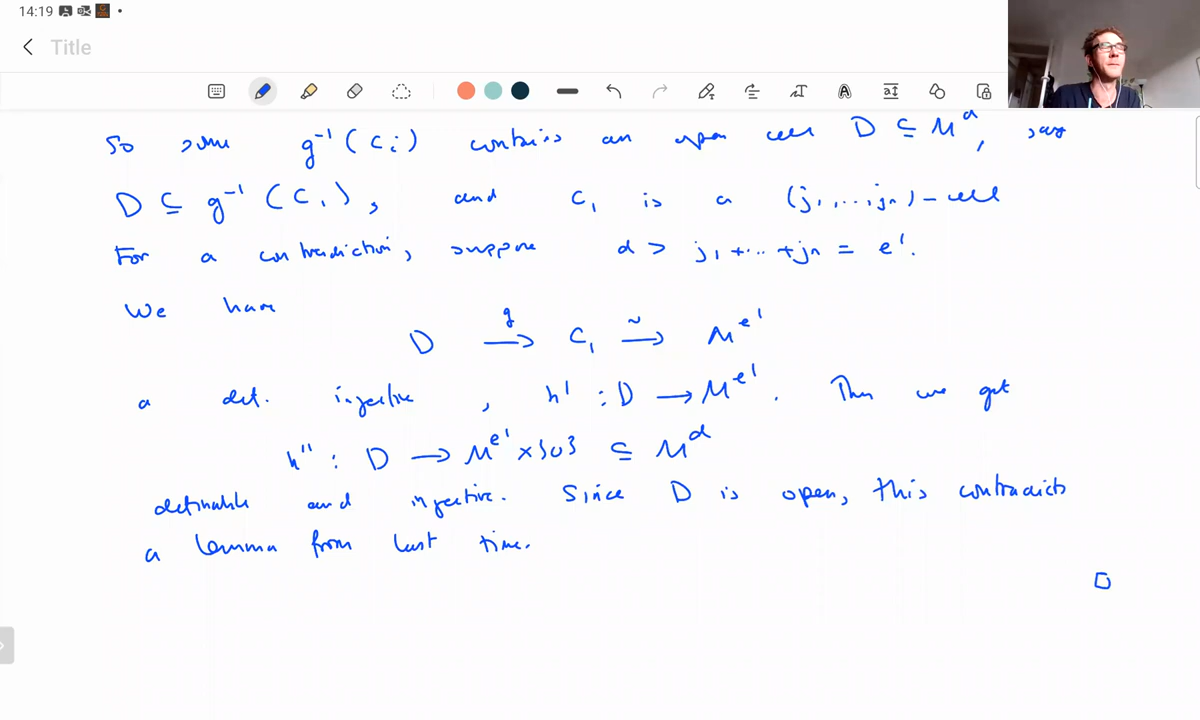 14:19
Title
So some g⁻¹(Cᵢ) contains an open cell D ⊆ Mᵈ, say
D ⊆ g⁻¹(C₁), and C₁ is a (j₁,...,jₙ)-cell
For a contradiction, suppose d > j₁+...+jₙ = e'.
We have
D →ᵍ C₁ →~ M^e'
a def. injective, h' : D → M^e'. Then we get
h'' : D → M^e' × {0} ⊆ Mᵈ
definable and injective. Since D is open, this contradicts
a lemma from last time.
□